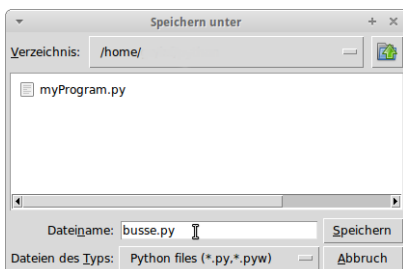 Speichern unter
Verzeichnis: /home/
myProgram.py
Dateiname: busse.py Speichern
Dateien des Typs: Python files (*.py,*.pyw) Abbruch